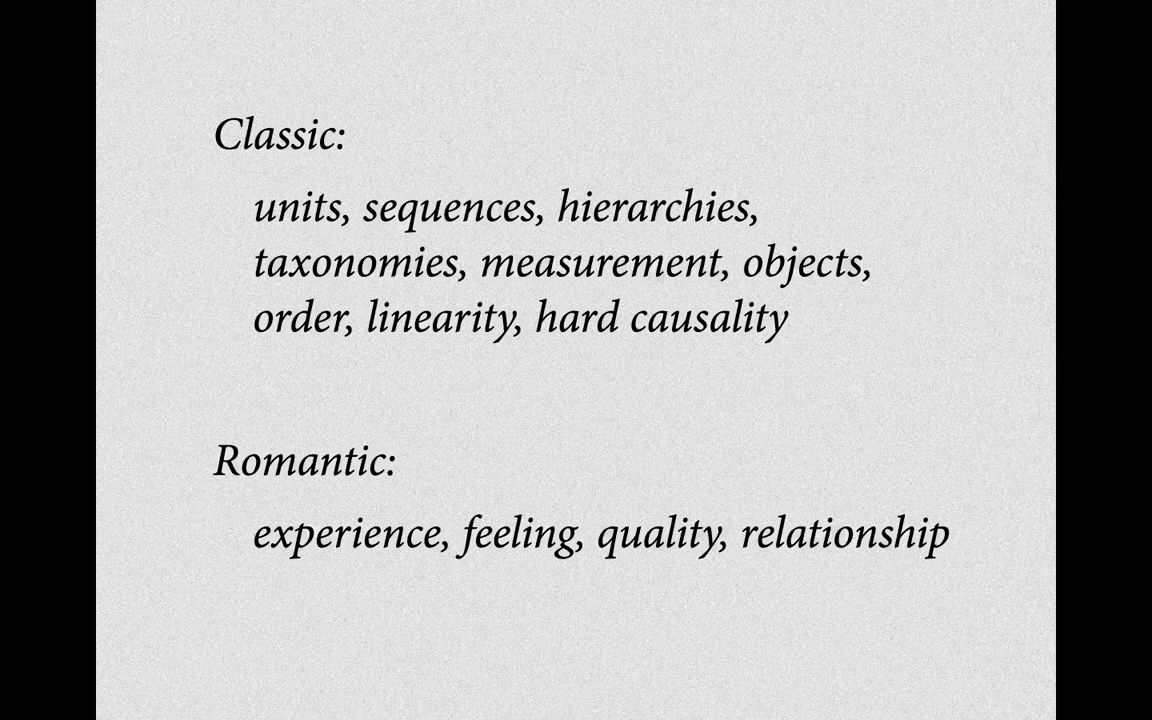 Classic:
units, sequences, hierarchies,
taxonomies, measurement, objects,
order, linearity, hard causality
Romantic:
experience, feeling, quality, relationship